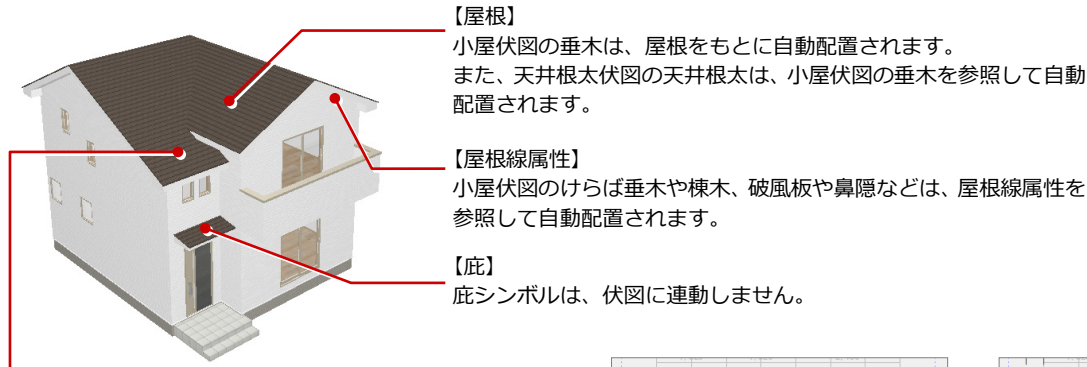 【屋根】
小屋伏図の垂木は、屋根をもとに自動配置されます。
また、天井根太伏図の天井根太は、小屋伏図の垂木を参照して自動
配置されます。
【屋根線属性】
小屋伏図のけらば垂木や棟木、破風板や鼻隠などは、屋根線属性を
参照して自動配置されます。
【庇】
庇シンボルは、伏図に連動しません。